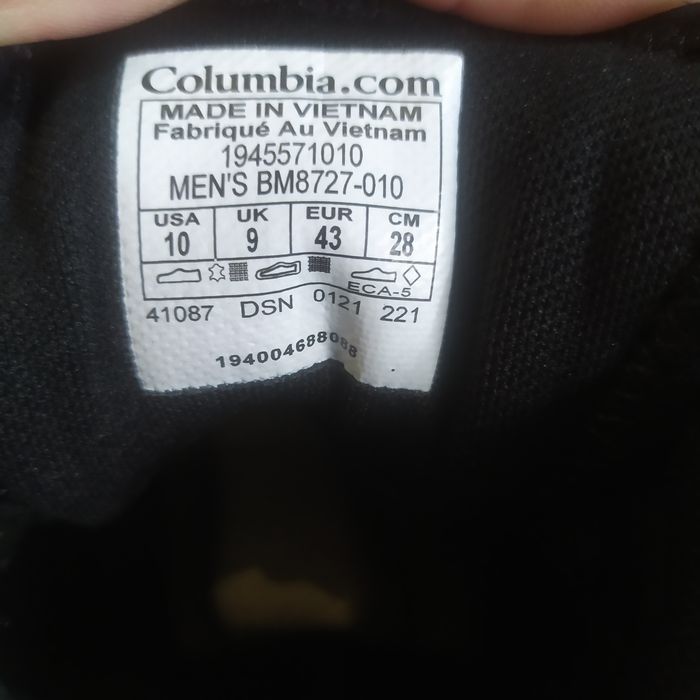 Columbia.com
MADE IN VIETNAM
Fabriqué Au Vietnam
1945571010
MEN'S BM8727-010
USA UK EUR CM
10 9 43 28
ECA-5
41087 DSN 0121 221
194004688088